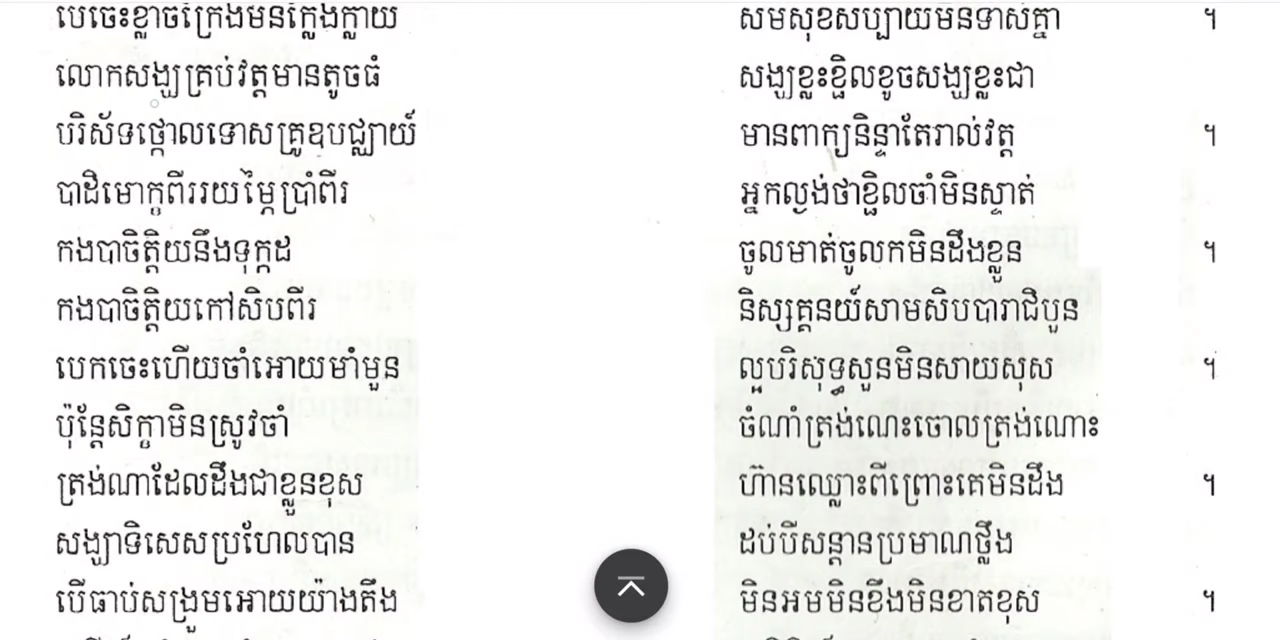 បើចេះខ្លាចក្រែងមិនក្លែងក្លាយ សមសុខសប្បាយមិនទាស់គ្នា ។
លោកសង្ឃគ្រប់វត្តមានតូចធំ សង្ឃខ្លះខ្ជិលខូចសង្ឃខ្លះជា
បរិស័ទថ្កោលទោសគ្រូឧបជ្ឈាយ៍ មានពាក្យនិន្ទាតែរាល់វត្ត ។
បាដិមោក្ខពីររយម្ភៃប្រាំពីរ អ្នកល្ងង់ថាខ្ជិលចាំមិនស្ទាត់
កងបាចិត្តិយនឹងទុក្កដ ចូលមាត់ចូលកមិនដឹងខ្លួន ។
កងបាចិត្តិយកៅសិបពីរ និស្សគ្គនយ៍សាមសិបបារាជិបួន
បើកចេះហើយចាំអោយមាំមួន ល្អបរិសុទ្ធសួនមិនសាយសុស ។
ប៉ុន្តែសិក្ខាមិនស្រូវចាំ ចំណាំត្រង់ណេះចោលត្រង់ណោះ
ត្រង់ណាដែលដឹងជាខ្លួនខុស ហ៊ានឈ្លោះពីព្រោះគេមិនដឹង ។
សង្ឃាទិសេសប្រហែលបាន ដប់បីសន្តានប្រមាណថ្លឹង
បើធាប់សង្រួមអោយយ៉ាងតឹង មិនអមមិនខឹងមិនខាតខុស ។